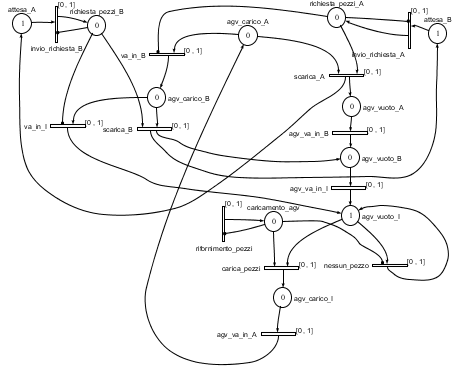 attesa_A
[0 , 1]
richiesta_pezzi_B
1
0
invio_richiesta_B
agv_carico_A
0
richiesta_pezzi_A
0
[0 , 1]
attesa_B
1
invio_richiesta_A
[0 , 1]
va_in_B
[0 , 1]
scarica_A
0
agv_carico_B
0
agv_vuoto_A
[0 , 1]
va_in_I
[0 , 1]
scarica_B
[0 , 1]
agv_va_in_B
0
agv_vuoto_B
[0 , 1]
agv_va_in_I
[0 , 1]
caricamento_agv
0
1
agv_vuoto_I
rifornimento_pezzi
[0 , 1]
carica_pezzi
nessun_pezzo
[0 , 1]
0
agv_carico_I
[0 , 1]
agv_va_in_A